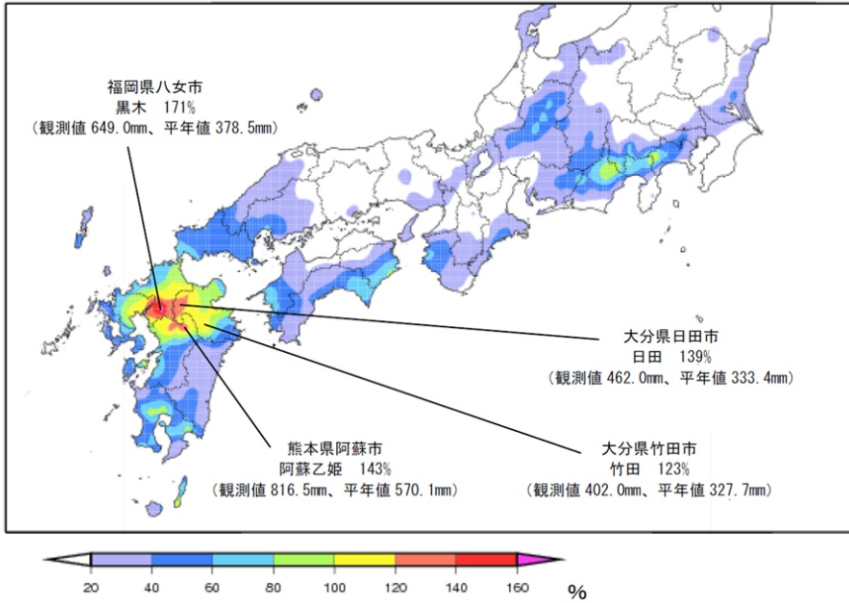 福岡県八女市
黒木　171%
（観測値 649.0mm、平年値 378.5mm）
大分県日田市
日田　139%
（観測値 462.0mm、平年値 333.4mm）
熊本県阿蘇市
阿蘇乙姫　143%
（観測値 816.5mm、平年値 570.1mm）
大分県竹田市
竹田　123%
（観測値 402.0mm、平年値 327.7mm）
20 40 60 80 100 120 140 160 %